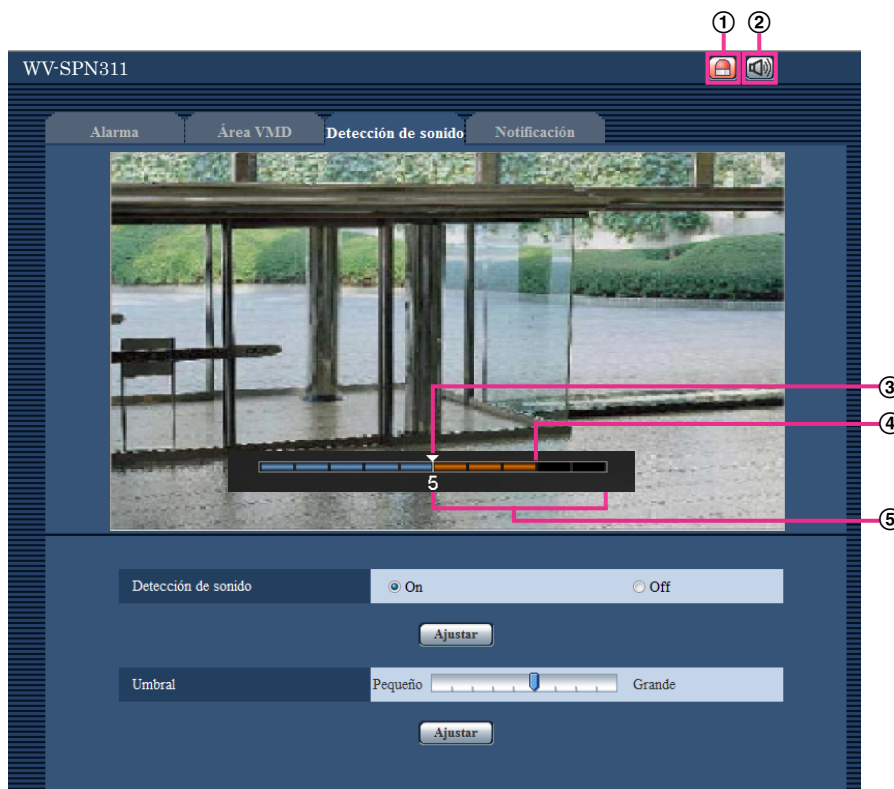 ① ②
WV-SPN311
Alarma Área VMD Detección de sonido Notificación
③
④
5
⑤
Detección de sonido On Off
Ajustar
Umbral Pequeño Grande
Ajustar